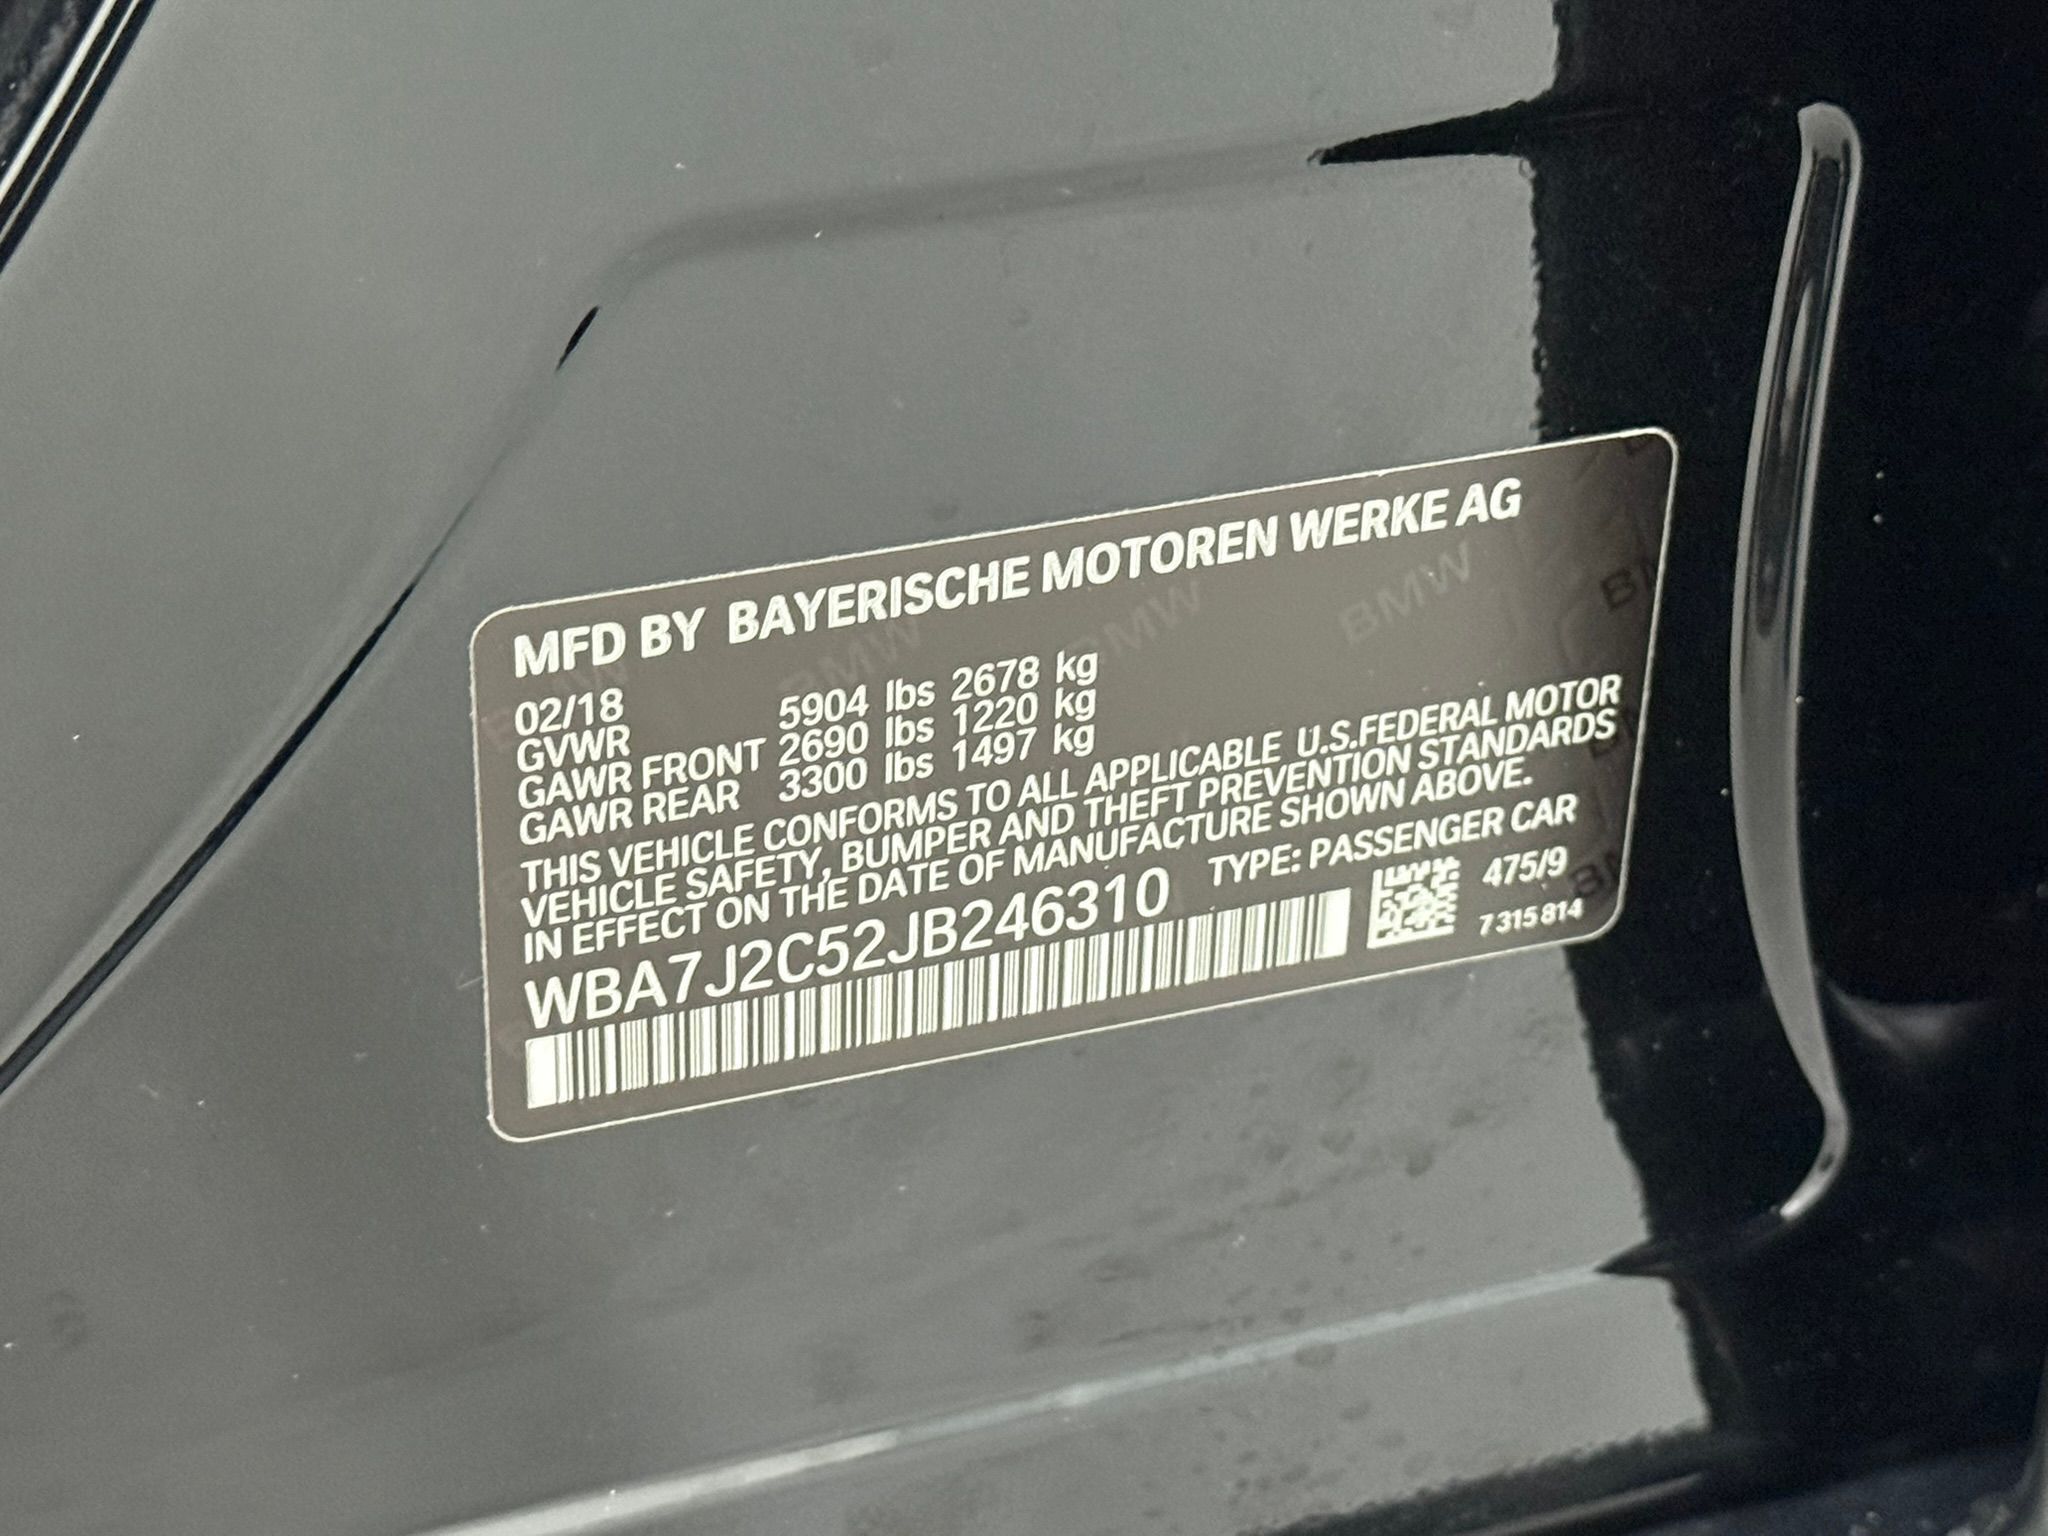 MFD BY BAYERISCHE MOTOREN WERKE AG
02/18
GVWR 5904 lbs 2678 kg
GAWR FRONT 2690 lbs 1220 kg
GAWR REAR 3300 lbs 1497 kg
THIS VEHICLE CONFORMS TO ALL APPLICABLE U.S.FEDERAL MOTOR
VEHICLE SAFETY, BUMPER AND THEFT PREVENTION STANDARDS
IN EFFECT ON THE DATE OF MANUFACTURE SHOWN ABOVE.
WBA7J2C52JB246310 TYPE: PASSENGER CAR
475/9
7 315 814